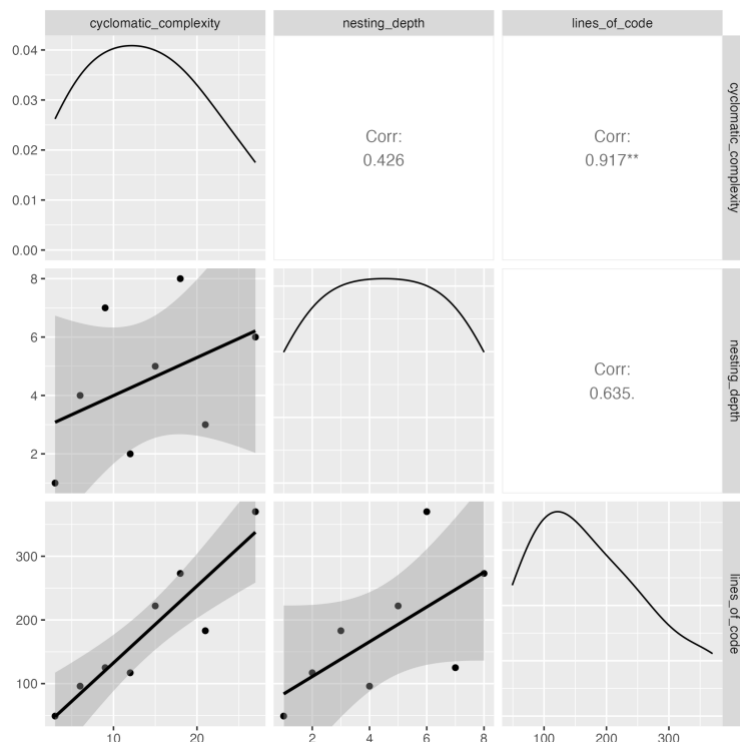 cyclomatic_complexity
nesting_depth
lines_of_code
0.04
0.03
0.02
0.01
0.00
Corr:
0.426
Corr:
0.917**
cyclomatic_complexity
8
6
4
2
Corr:
0.635.
nesting_depth
300
200
100
lines_of_code
10
20
2
4
6
8
100
200
300